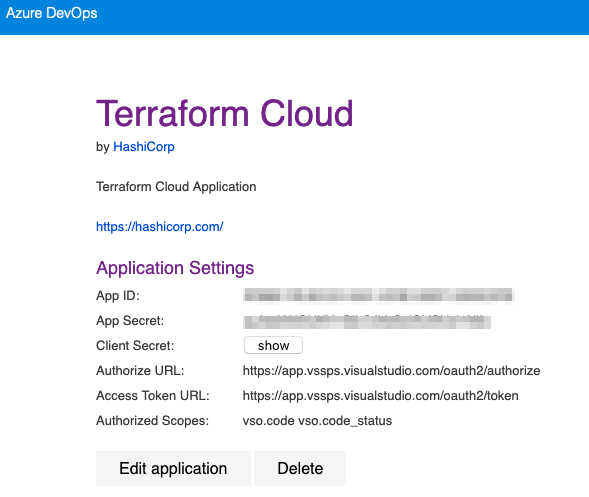 Azure DevOps
Terraform Cloud
by HashiCorp
Terraform Cloud Application
https://hashicorp.com/
Application Settings
App ID:
App Secret:
Client Secret: show
Authorize URL: https://app.vssps.visualstudio.com/oauth2/authorize
Access Token URL: https://app.vssps.visualstudio.com/oauth2/token
Authorized Scopes: vso.code vso.code_status
Edit application Delete